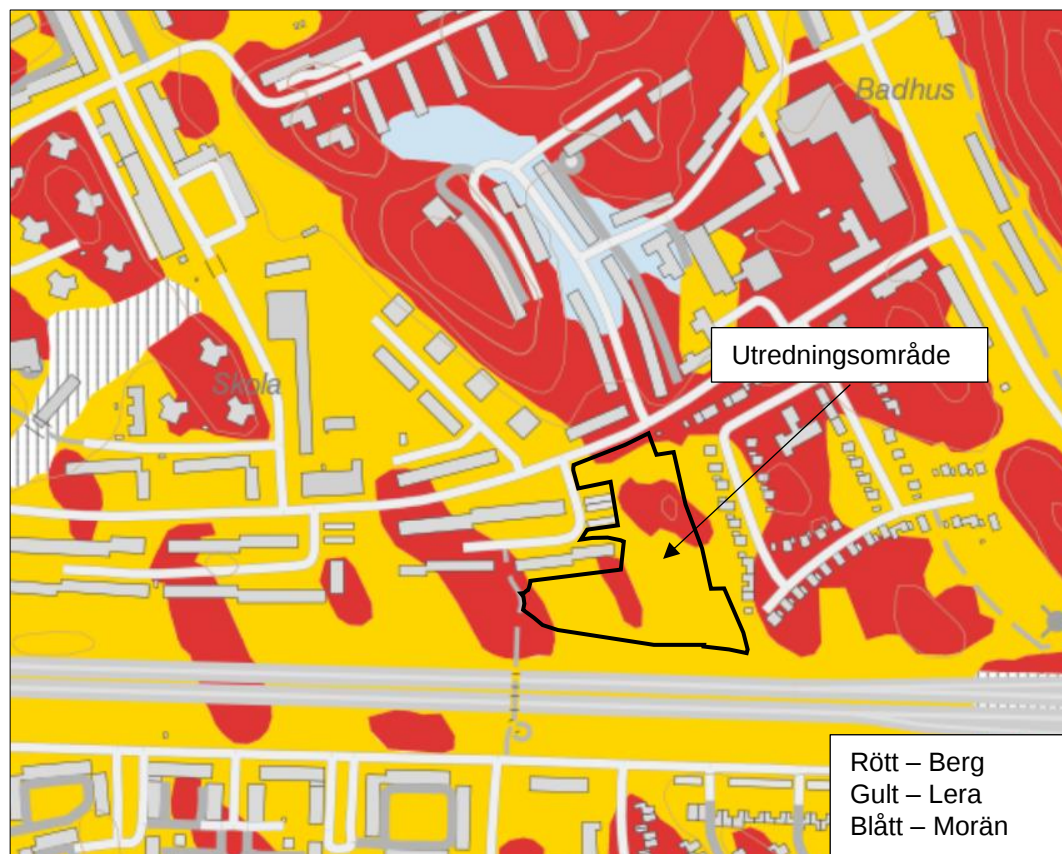 Badhus
Utredningsområde
Skola
Rött – Berg
Gult – Lera
Blått – Morän